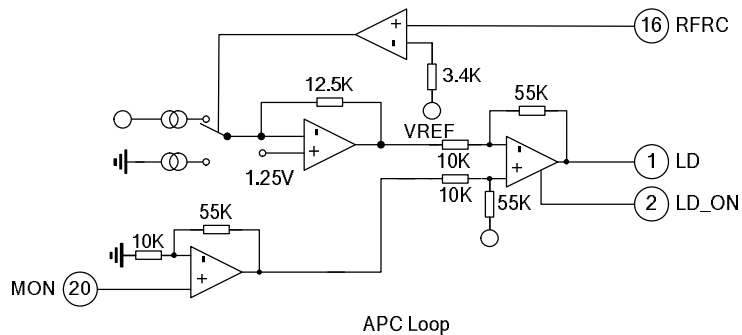 16 RFRC
3.4K
12.5K
55K
VREF
10K
1.25V
1 LD
10K
55K
2 LD_ON
55K
10K
MON 20
APC Loop